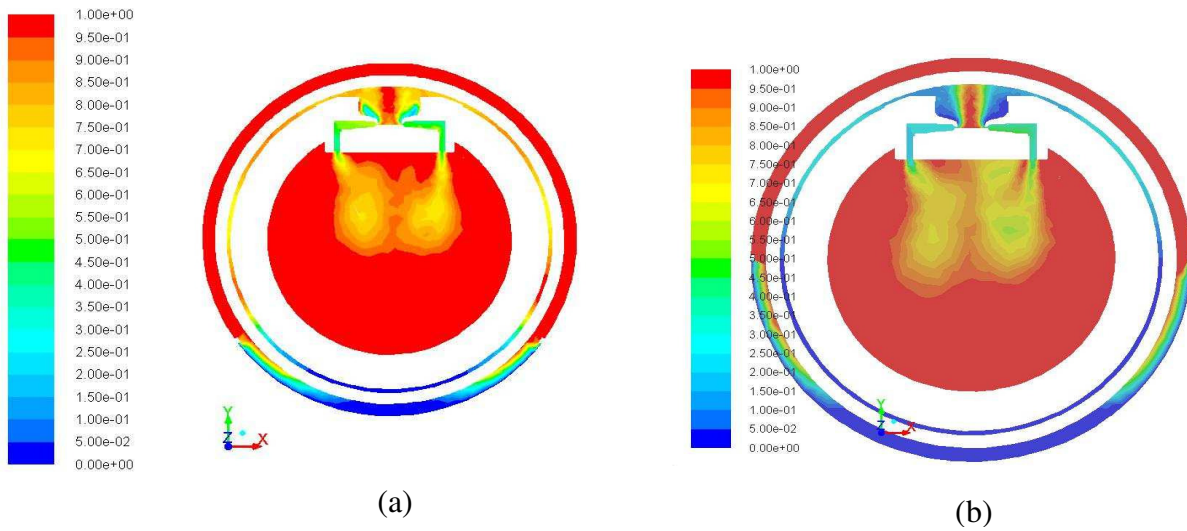 1.00e+00
9.50e-01
9.00e-01
8.50e-01
8.00e-01
7.50e-01
7.00e-01
6.50e-01
6.00e-01
5.50e-01
5.00e-01
4.50e-01
4.00e-01
3.50e-01
3.00e-01
2.50e-01
2.00e-01
1.50e-01
1.00e-01
5.00e-02
0.00e+00
Y
Z
X
(a)
1.00e+00
9.50e-01
9.00e-01
8.50e-01
8.00e-01
7.50e-01
7.00e-01
6.50e-01
6.00e-01
5.50e-01
5.00e-01
4.50e-01
4.00e-01
3.50e-01
3.00e-01
2.50e-01
2.00e-01
1.50e-01
1.00e-01
5.00e-02
0.00e+00
Y
Z
X
(b)